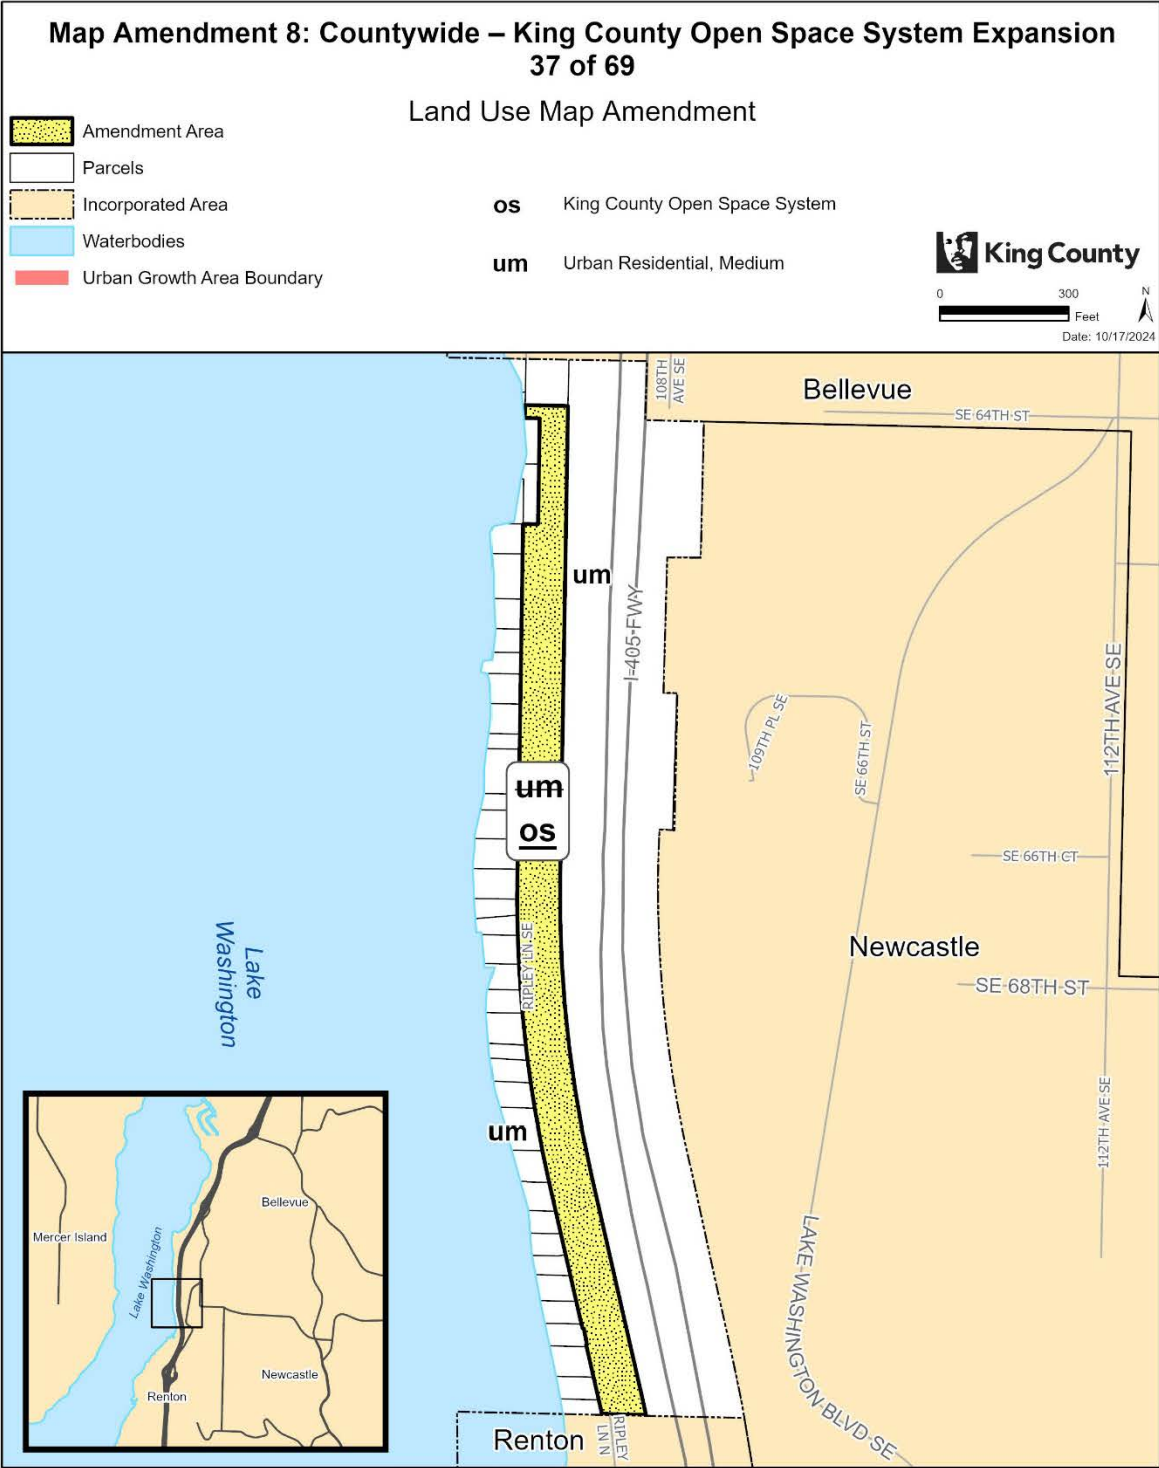 Map Amendment 8: Countywide – King County Open Space System Expansion
37 of 69
Land Use Map Amendment
Amendment Area
Parcels
Incorporated Area
Waterbodies
Urban Growth Area Boundary
os King County Open Space System
um Urban Residential, Medium
King County
0 300
Feet
N
Date: 10/17/2024
108TH
AVE SE
Bellevue
SE 64TH ST
um
I-405 FWY
112TH AVE SE
109TH PL SE
SE 66TH ST
um
os
SE 66TH CT
RIPLEY LN SE
Newcastle
SE 68TH ST
Lake
Washington
112TH AVE SE
um
LAKE WASHINGTON BLVD SE
Renton
RIPLEY
LN N
Bellevue
Mercer Island
Lake Washington
Newcastle
Renton